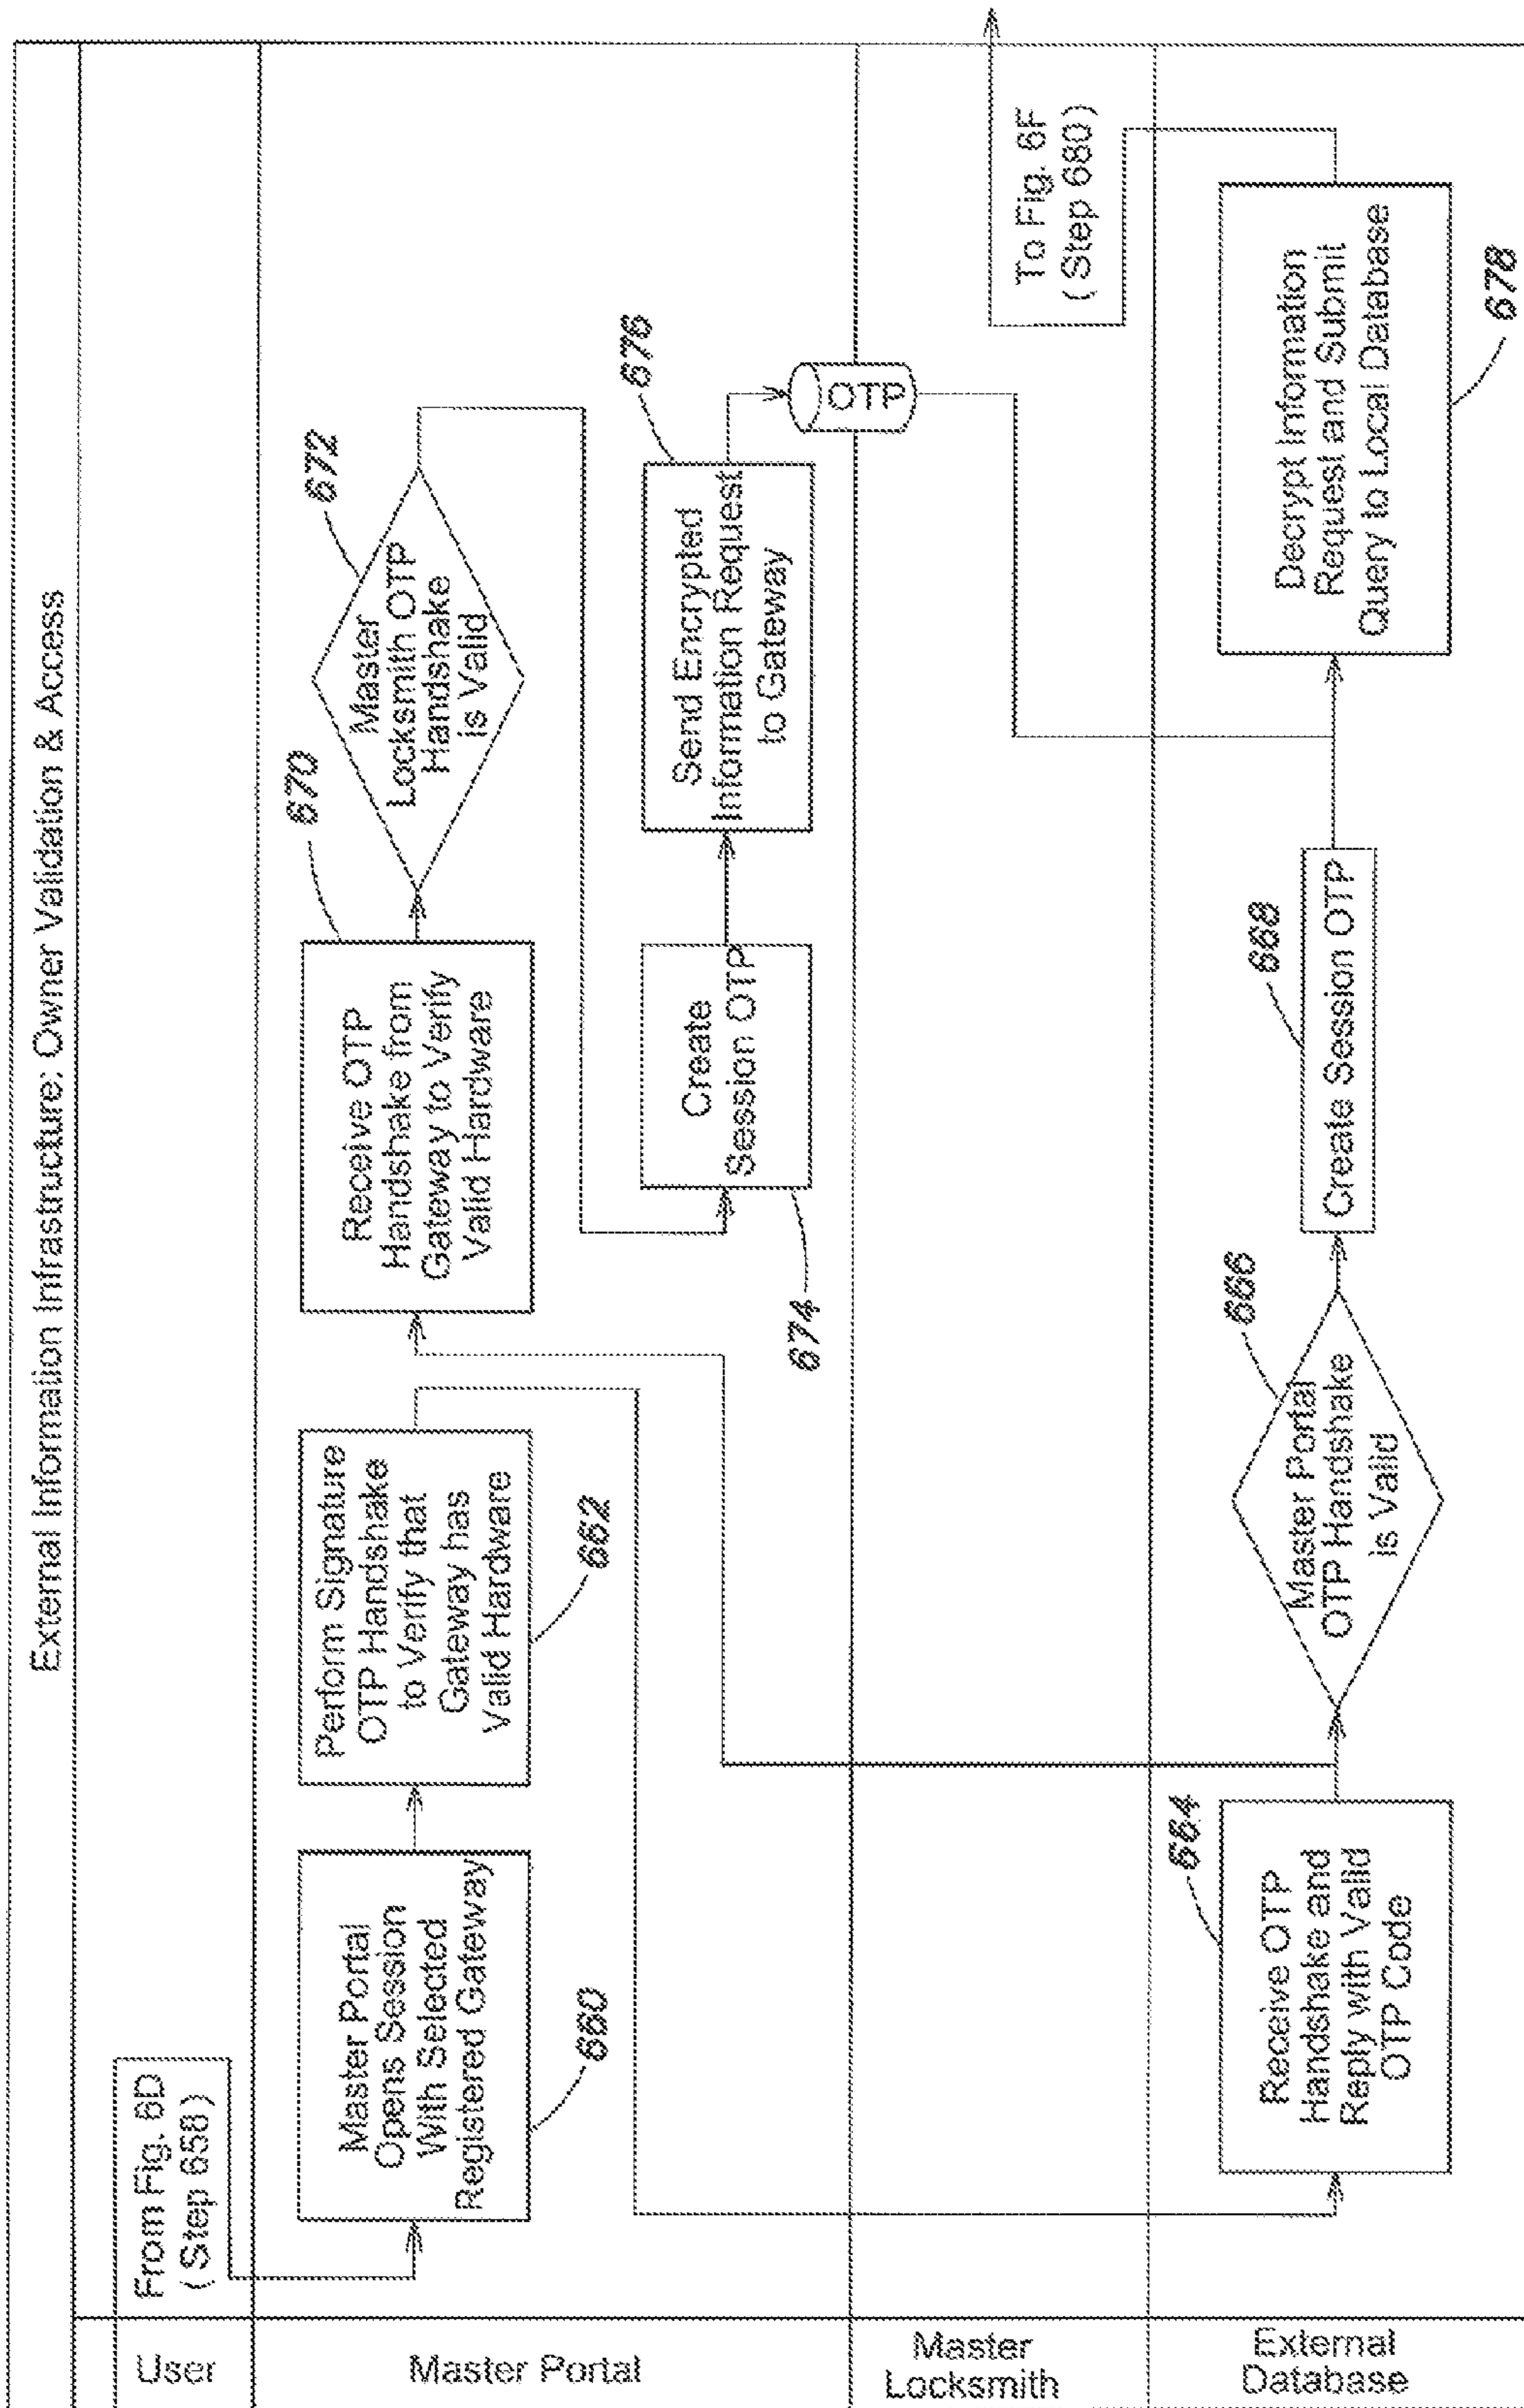 External Information Infrastructure: Owner Validation & Access
User
From Fig. 6D
( Step 658 )
Master Portal
Master Portal
Opens Session
With Selected
Registered Gateway
660
Perform Signature
OTP Handshake
to Verify that
Gateway has
Valid Hardware
662
Receive OTP
Handshake from
Gateway to Verify
Valid Hardware
670
Master
Locksmith OTP
Handshake
is Valid
672
Create
Session OTP
674
Send Encrypted
Information Request
to Gateway
676
OTP
Master
Locksmith
To Fig. 6F
( Step 680 )
External
Database
Receive OTP
Handshake and
Reply with Valid
OTP Code
664
Master Portal
OTP Handshake
is Valid
666
Create Session OTP
668
Decrypt Information
Request and Submit
Query to Local Database
678